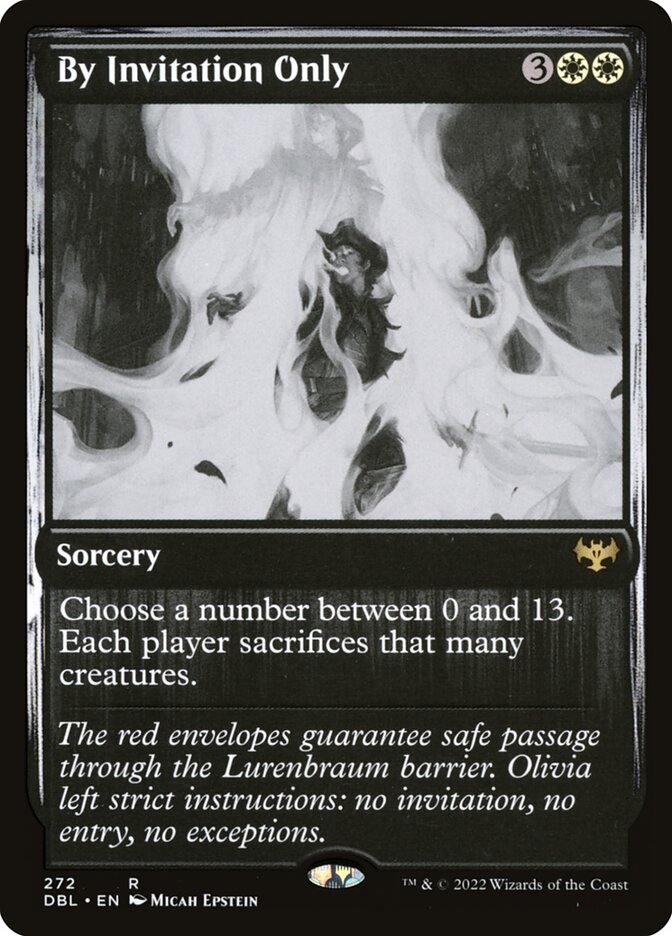 By Invitation Only 3
Sorcery
Choose a number between 0 and 13.
Each player sacrifices that many
creatures.
The red envelopes guarantee safe passage
through the Lurenbraum barrier. Olivia
left strict instructions: no invitation, no
entry, no exceptions.
272 R
DBL • EN Micah Epstein
™ & © 2022 Wizards of the Coast